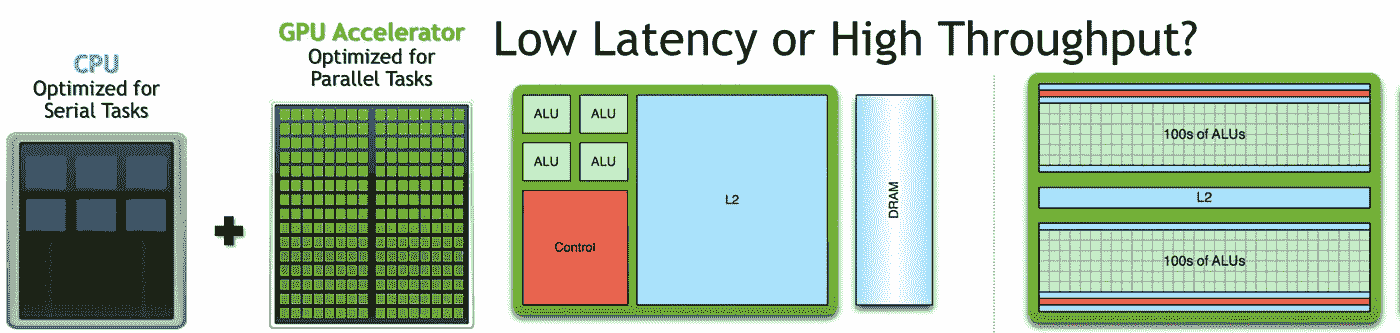 CPU
Optimized for
Serial Tasks
GPU Accelerator
Optimized for
Parallel Tasks
Low Latency or High Throughput?
ALU
ALU
ALU
ALU
Control
L2
DRAM
100s of ALUs
L2
100s of ALUs